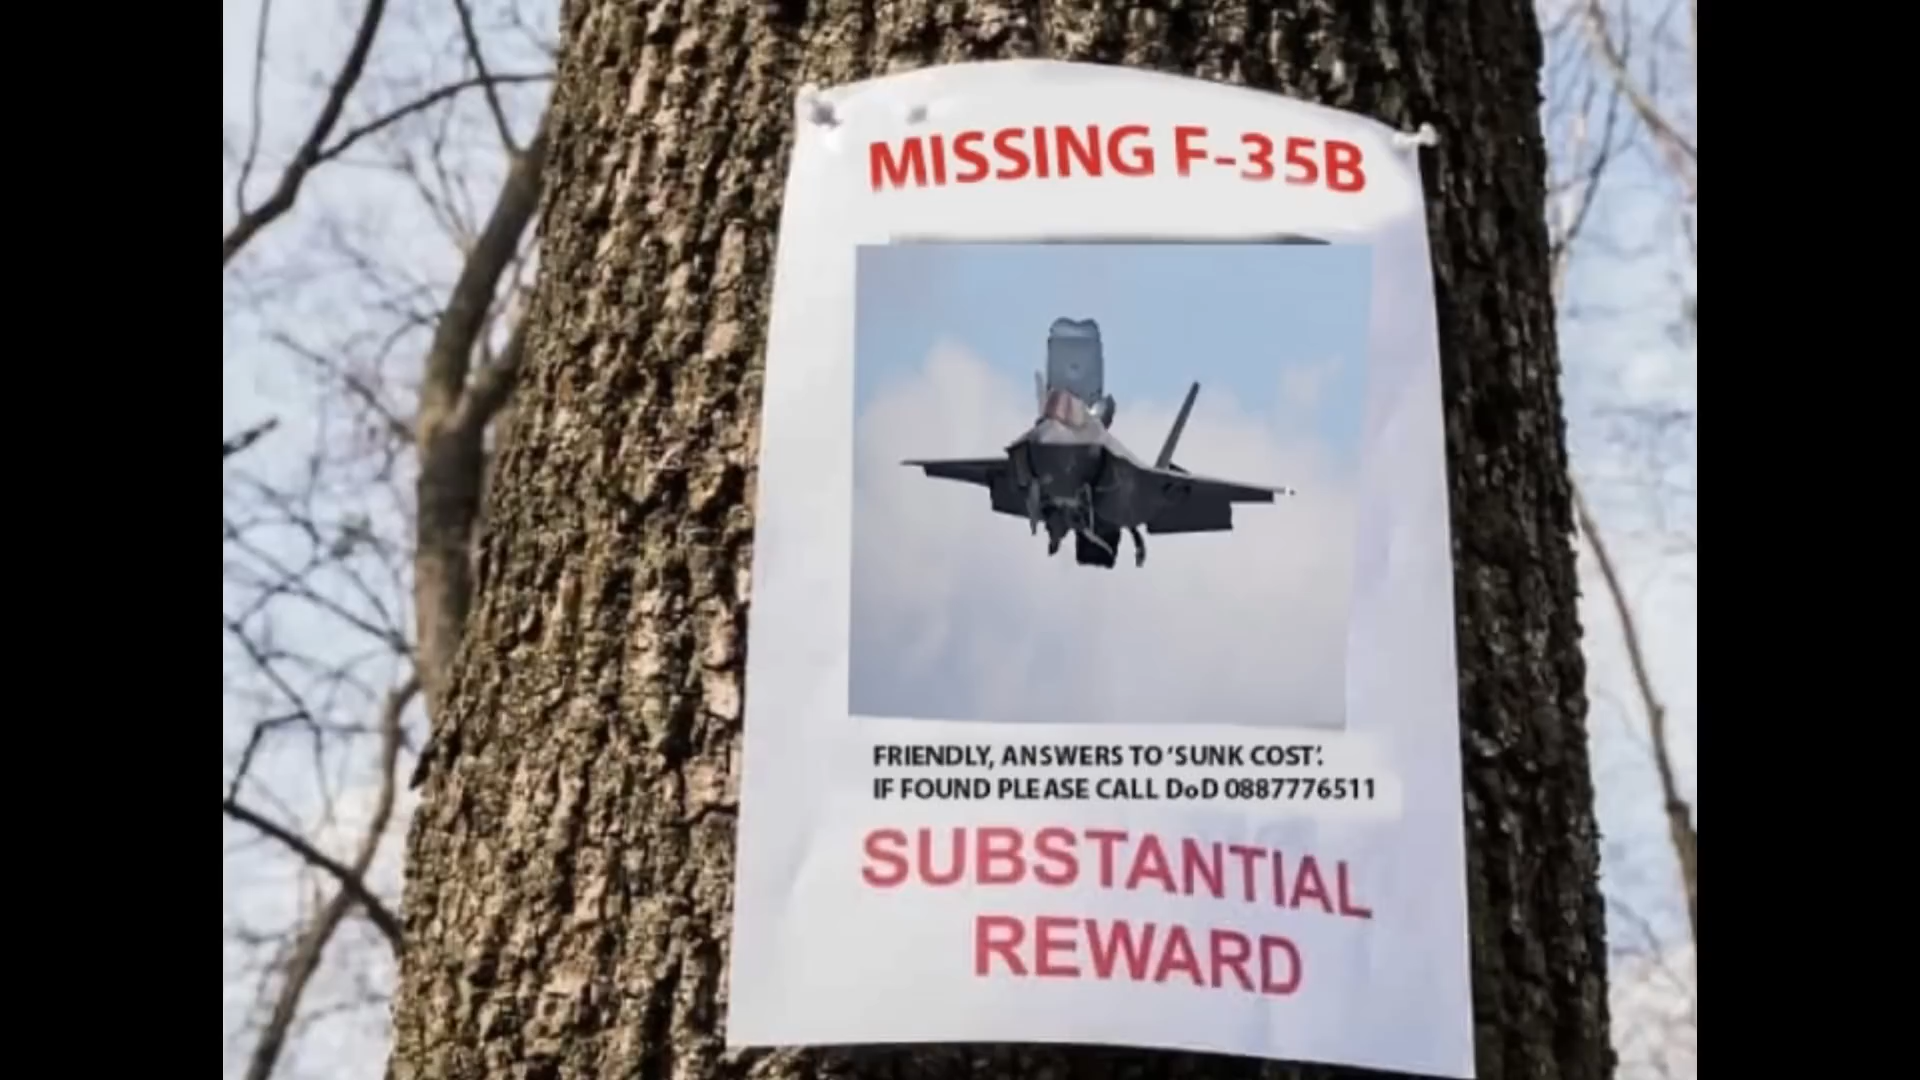 MISSING F-35B
FRIENDLY, ANSWERS TO ‘SUNK COST’.
IF FOUND PLEASE CALL DoD 0887776511
SUBSTANTIAL
REWARD